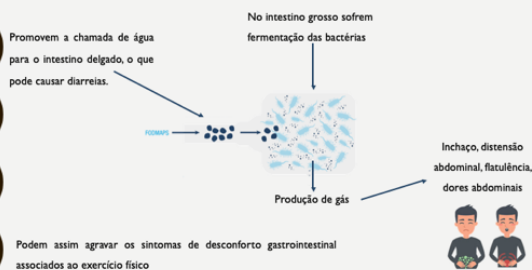 No intestino grosso sofrem
fermentação das bactérias
Promovem a chamada de água
para o intestino delgado, o que
pode causar diarreias.
FODMAPS
Inchaço, distensão
abdominal, flatulência,
dores abdominais
Produção de gás
Podem assim agravar os sintomas de desconforto gastrointestinal
associados ao exercício físico